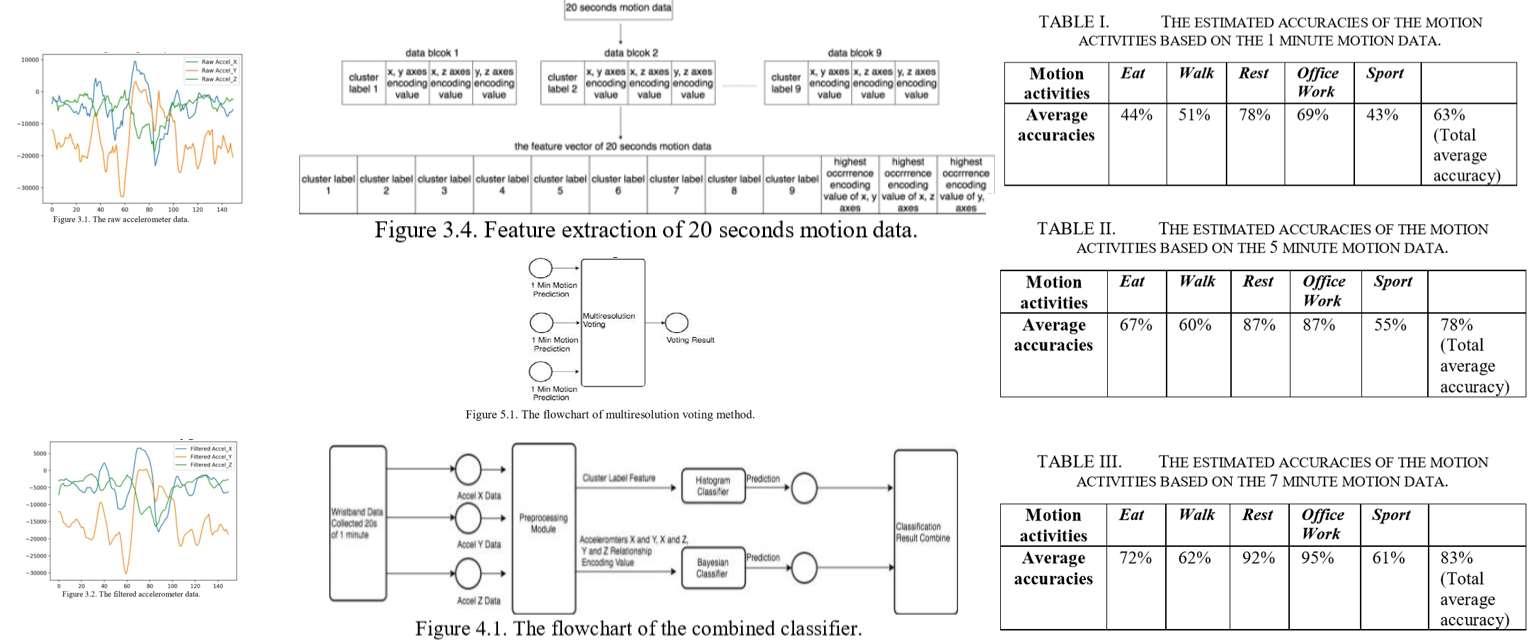 10000
0
−10000
−20000
−30000
0 20 40 60 80 100 120 140
Raw Accel_X
Raw Accel_Y
Raw Accel_Z
Figure 3.1. The raw accelerometer data.
5000
0
−5000
−10000
−15000
−20000
−25000
−30000
0 20 40 60 80 100 120 140
Filtered Accel_X
Filtered Accel_Y
Filtered Accel_Z
Figure 3.2. The filtered accelerometer data.
20 seconds motion data
data blcok 1
cluster
label 1
x, y axes
encoding
value
x, z axes
encoding
value
y, z axes
encoding
value
data blcok 2
cluster
label 2
x, y axes
encoding
value
x, z axes
encoding
value
y, z axes
encoding
value
data blcok 9
cluster
label 9
x, y axes
encoding
value
x, z axes
encoding
value
y, z axes
encoding
value
the feature vector of 20 seconds motion data
cluster label
1
cluster label
2
cluster label
3
cluster label
4
cluster label
5
cluster label
6
cluster label
7
cluster label
8
cluster label
9
highest
occrrrence
encoding
value of x, y
axes
highest
occrrrence
encoding
value of x, z
axes
highest
occrrrence
encoding
value of y,
axes
Figure 3.4. Feature extraction of 20 seconds motion data.
1 Min Motion
Prediction
1 Min Motion
Prediction
1 Min Motion
Prediction
Multiresolution
Voting
Voting Result
Figure 5.1. The flowchart of multiresolution voting method.
Wristband Data
Collected 20s
of 1 minute
Accel X Data
Accel Y Data
Accel Z Data
Preprocessing
Module
Cluster Label Feature
Accelerомters X and Y, X and Z,
Y and Z Relationship
Encoding Value
Histogram
Classifier
Bayesian
Classifier
Prediction
Prediction
Classification
Result Combine
Figure 4.1. The flowchart of the combined classifier.
TABLE I. THE ESTIMATED ACCURACIES OF THE MOTION
ACTIVITIES BASED ON THE 1 MINUTE MOTION DATA.
Motion
activities
Eat
Walk
Rest
Office
Work
Sport
Average
accuracies
44%
51%
78%
69%
43%
63%
(Total
average
accuracy)
TABLE II. THE ESTIMATED ACCURACIES OF THE MOTION
ACTIVITIES BASED ON THE 5 MINUTE MOTION DATA.
Motion
activities
Eat
Walk
Rest
Office
Work
Sport
Average
accuracies
67%
60%
87%
87%
55%
78%
(Total
average
accuracy)
TABLE III. THE ESTIMATED ACCURACIES OF THE MOTION
ACTIVITIES BASED ON THE 7 MINUTE MOTION DATA.
Motion
activities
Eat
Walk
Rest
Office
Work
Sport
Average
accuracies
72%
62%
92%
95%
61%
83%
(Total
average
accuracy)